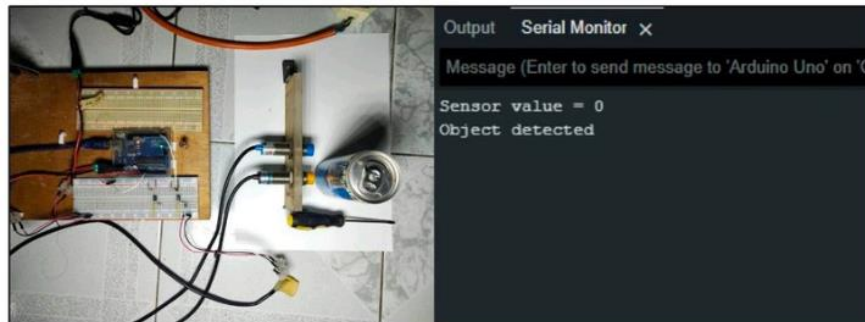 Output Serial Monitor X
Message (Enter to send message to 'Arduino Uno' on '
Sensor value = 0
Object detected